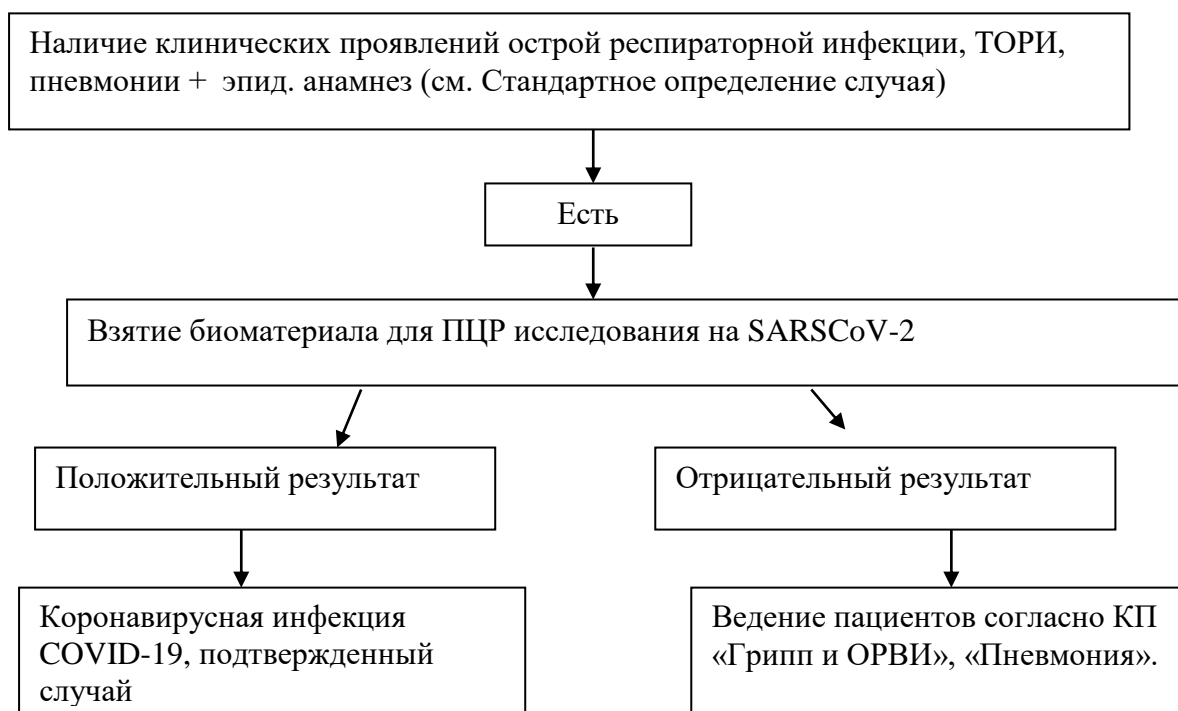 Наличие клинических проявлений острой респираторной инфекции, ТОРИ,
пневмонии + эпид. анамнез (см. Стандартное определение случая)
Есть
Взятие биоматериала для ПЦР исследования на SARSCoV-2
Положительный результат
Отрицательный результат
Коронавирусная инфекция
COVID-19, подтвержденный
случай
Ведение пациентов согласно КП
«Грипп и ОРВИ», «Пневмония».